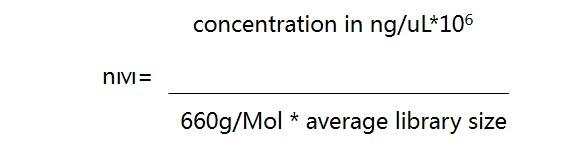 concentration in ng/uL*10⁶
nM=
660g/Mol * average library size